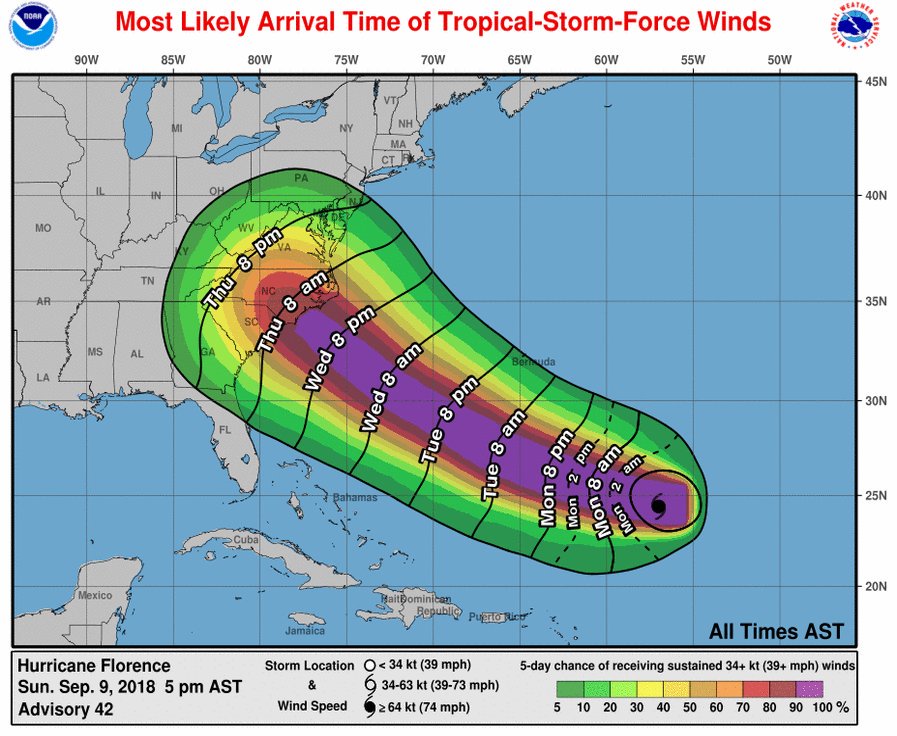 NOAA
Most Likely Arrival Time of Tropical-Storm-Force Winds
NATIONAL WEATHER SERVICE
90W 85W 80W 75W 70W 65W 60W 55W 50W
45N
40N
35N
30N
25N
20N
VT
NH
MI
NY
MA
CT RI
PA
NJ
OH
IL
IN
MD
DE
MO
WV
KY
VA
TN
NC
AR
SC
MS
AL
GA
LA
FL
Bermuda
Bahamas
Cuba
Mexico
Haiti
Dominican
Republic
Puerto Rico
Jamaica
Thu 8 pm
Thu 8 am
Wed 8 pm
Wed 8 am
Tue 8 pm
Tue 8 am
Mon 8 pm
Mon 2 pm
Mon 8 am
Mon 2 am
All Times AST
Hurricane Florence
Sun. Sep. 9, 2018 5 pm AST
Advisory 42
Storm Location
&
Wind Speed
< 34 kt (39 mph)
34-63 kt (39-73 mph)
≥ 64 kt (74 mph)
5-day chance of receiving sustained 34+ kt (39+ mph) winds
5 10 20 30 40 50 60 70 80 90 100 %